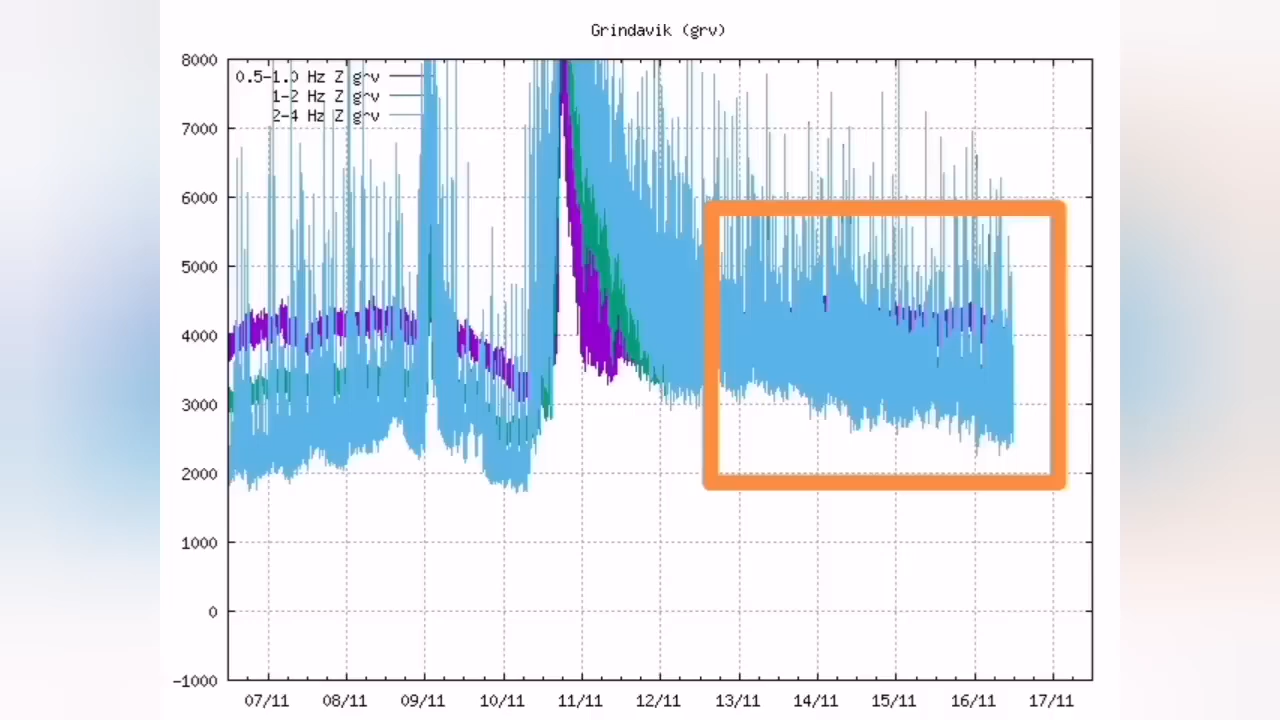 Grindavik (grv)
8000
0.5-1.0 Hz Z grv
1-2 Hz Z grv
2-4 Hz Z grv
7000
6000
5000
4000
3000
2000
1000
0
-1000
07/11 08/11 09/11 10/11 11/11 12/11 13/11 14/11 15/11 16/11 17/11